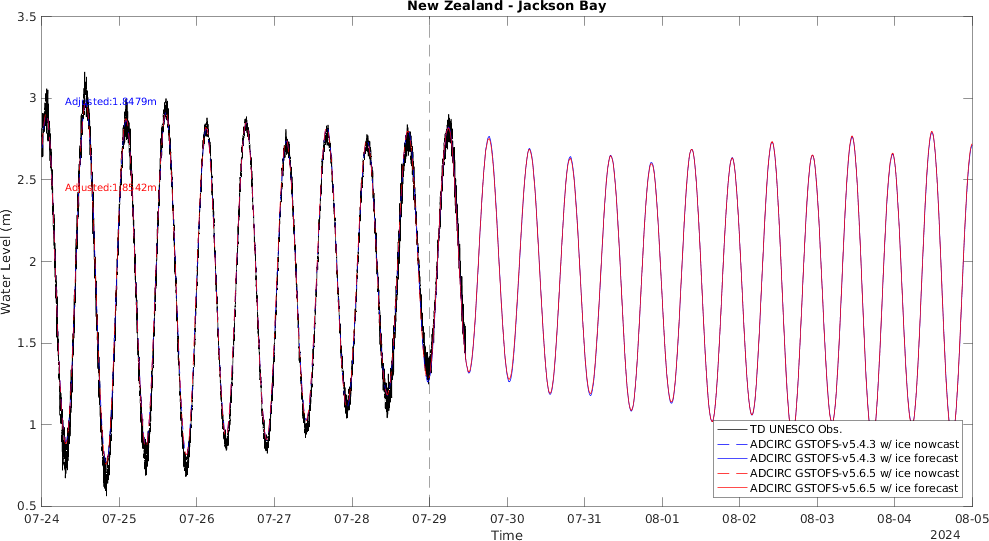 New Zealand - Jackson Bay
3.5
3
2.5
2
1.5
1
0.5
Water Level (m)
Adjusted:1.8479m
Adjusted:1.8542m
TD UNESCO Obs.
ADCIRC GSTOFS-v5.4.3 w/ ice nowcast
ADCIRC GSTOFS-v5.4.3 w/ ice forecast
ADCIRC GSTOFS-v5.6.5 w/ ice nowcast
ADCIRC GSTOFS-v5.6.5 w/ ice forecast
07-24 07-25 07-26 07-27 07-28 07-29 07-30 07-31 08-01 08-02 08-03 08-04 08-05
Time
2024